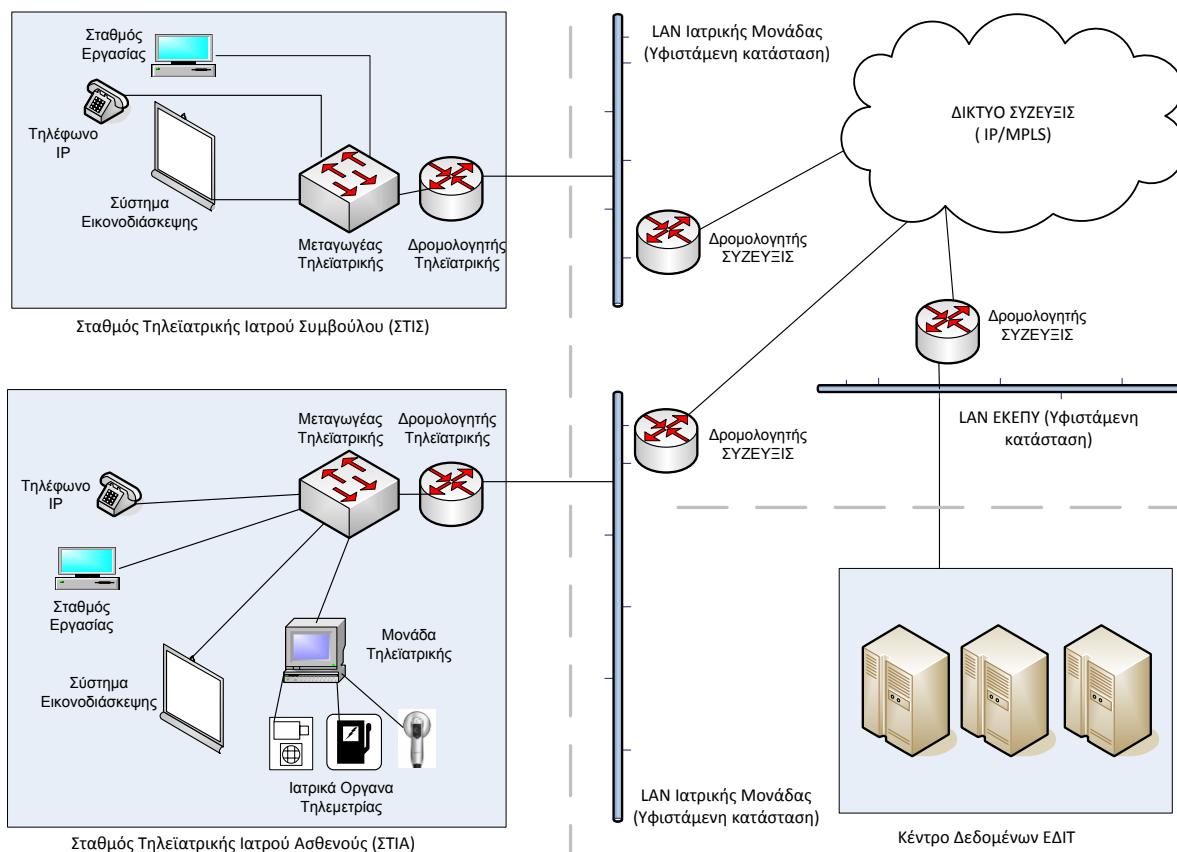 Σταθμός
Εργασίας
Τηλέφωνο
IP
Σύστημα
Εικονοδιάσκεψης
Μεταγωγέας
Τηλεϊατρικής
Δρομολογητής
Τηλεϊατρικής
Σταθμός Τηλεϊατρικής Ιατρού Συμβούλου (ΣΤΙΣ)
LAN Ιατρικής Μονάδας
(Υφιστάμενη κατάσταση)
ΔΙΚΤΥΟ ΣΥΖΕΥΞΙΣ
( IP/MPLS)
Δρομολογητής
ΣΥΖΕΥΞΙΣ
Δρομολογητής
ΣΥΖΕΥΞΙΣ
LAN ΕΚΕΠΥ (Υφιστάμενη
κατάσταση)
Δρομολογητής
ΣΥΖΕΥΞΙΣ
Μεταγωγέας
Τηλεϊατρικής
Δρομολογητής
Τηλεϊατρικής
Τηλέφωνο
IP
Σταθμός
Εργασίας
Σύστημα
Εικονοδιάσκεψης
Μονάδα
Τηλεϊατρικής
Ιατρικά Οργανα
Τηλεμετρίας
Σταθμός Τηλεϊατρικής Ιατρού Ασθενούς (ΣΤΙΑ)
LAN Ιατρικής Μονάδας
(Υφιστάμενη κατάσταση)
Κέντρο Δεδομένων ΕΔΙΤ